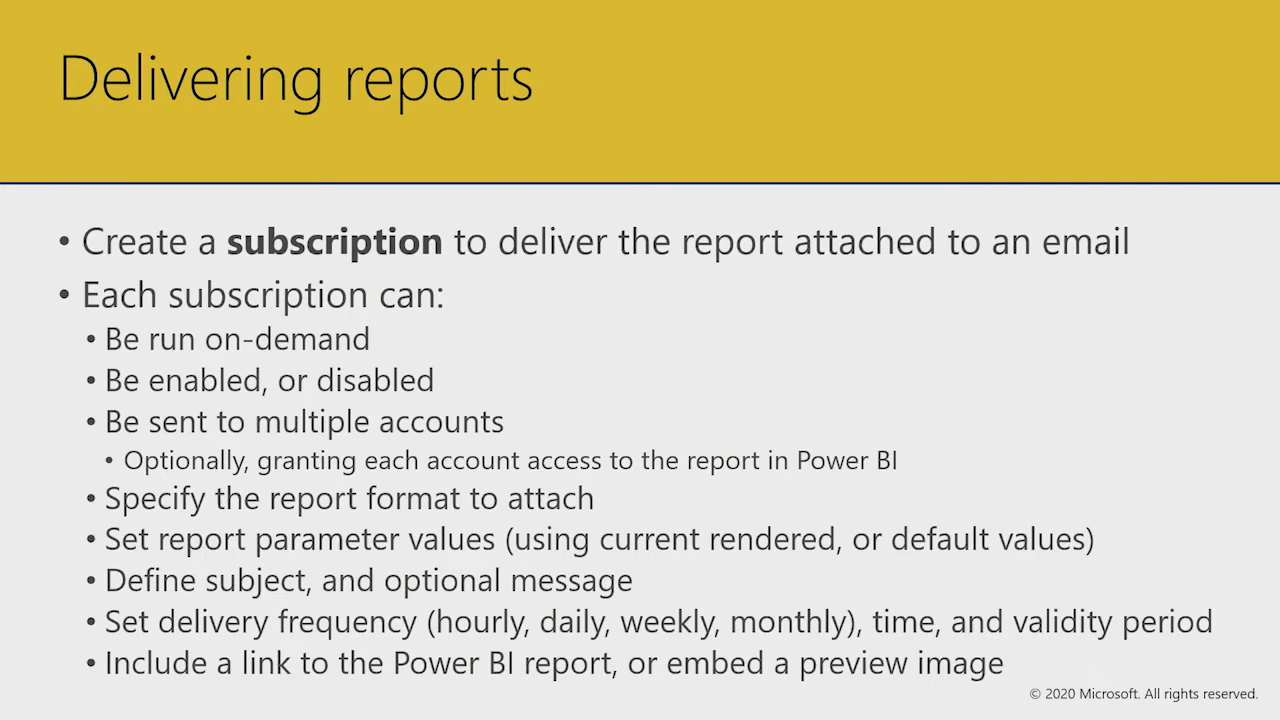 Delivering reports
• Create a subscription to deliver the report attached to an email
• Each subscription can:
• Be run on-demand
• Be enabled, or disabled
• Be sent to multiple accounts
• Optionally, granting each account access to the report in Power BI
• Specify the report format to attach
• Set report parameter values (using current rendered, or default values)
• Define subject, and optional message
• Set delivery frequency (hourly, daily, weekly, monthly), time, and validity period
• Include a link to the Power BI report, or embed a preview image
© 2020 Microsoft. All rights reserved.